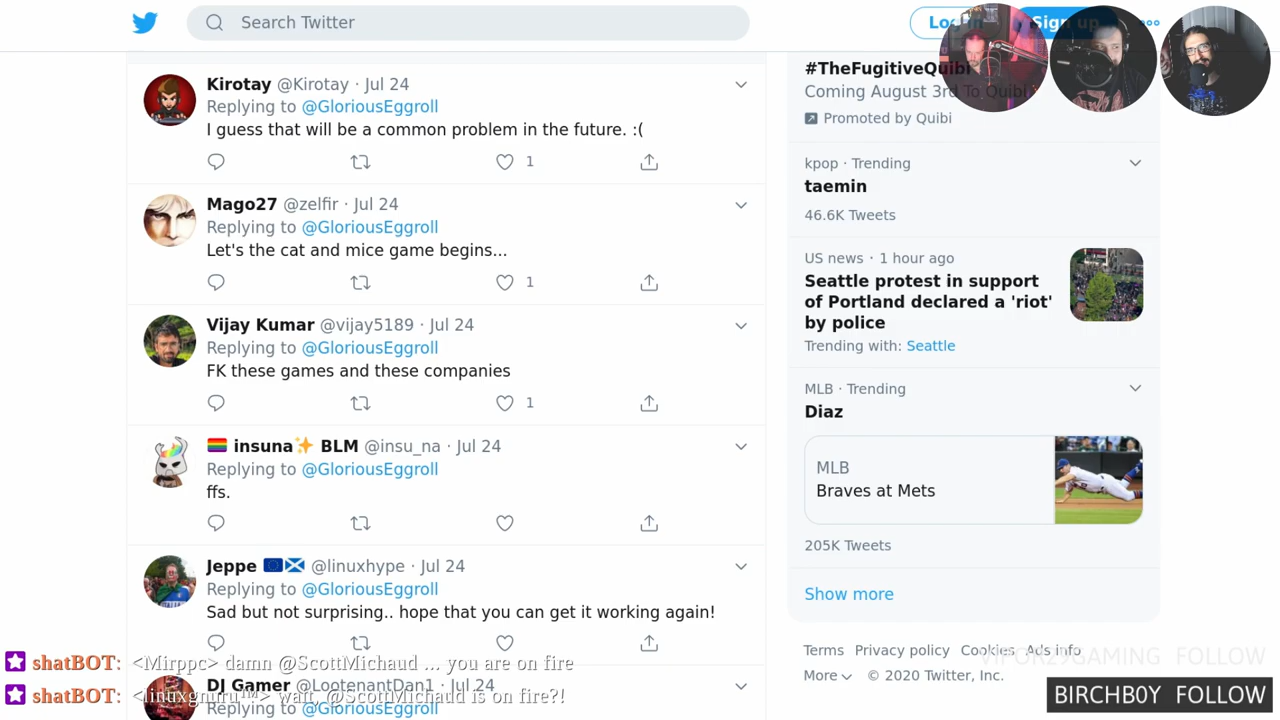 Search Twitter
Sign up
Kirotay @Kirotay · Jul 24
Replying to @GloriousEggroll
I guess that will be a common problem in the future. :(
1
Mago27 @zelfir · Jul 24
Replying to @GloriousEggroll
Let's the cat and mice game begins...
1
Vijay Kumar @vijay5189 · Jul 24
Replying to @GloriousEggroll
FK these games and these companies
1
insuna✨ BLM @insu_na · Jul 24
Replying to @GloriousEggroll
ffs.
Jeppe @linuxhype · Jul 24
Replying to @GloriousEggroll
Sad but not surprising.. hope that you can get it working again!
DJ Gamer @LootenantDan1 · Jul 24
Replying to @GloriousEggroll
#TheFugitiveQuibi
Coming August 3rd To Quibi
Promoted by Quibi
kpop · Trending
taemin
46.6K Tweets
US news · 1 hour ago
Seattle protest in support
of Portland declared a 'riot'
by police
Trending with: Seattle
MLB · Trending
Diaz
MLB
Braves at Mets
205K Tweets
Show more
Terms Privacy policy Cookies Ads info
More © 2020 Twitter, Inc.
shatBOT: <Mirppc> damn @ScottMichaud ... you are on fire
shatBOT: <linuxgnuru™> wait, @ScottMichaud is on fire?!
VIPOR29GAMING FOLLOW
BIRCHB0Y FOLLOW